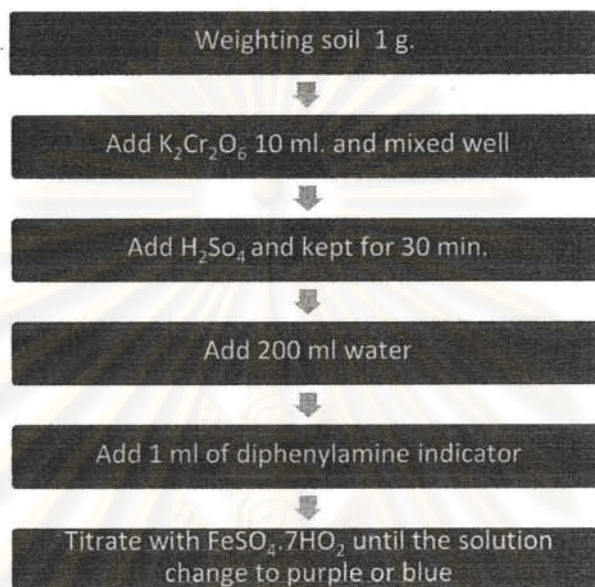 Weighting soil 1 g.
Add K₂Cr₂O₆ 10 ml. and mixed well
Add H₂So₄ and kept for 30 min.
Add 200 ml water
Add 1 ml of diphenylamine indicator
Titrate with FeSO₄.7HO₂ until the solution
change to purple or blue